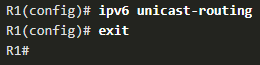 R1(config)# ipv6 unicast-routing
R1(config)# exit
R1#